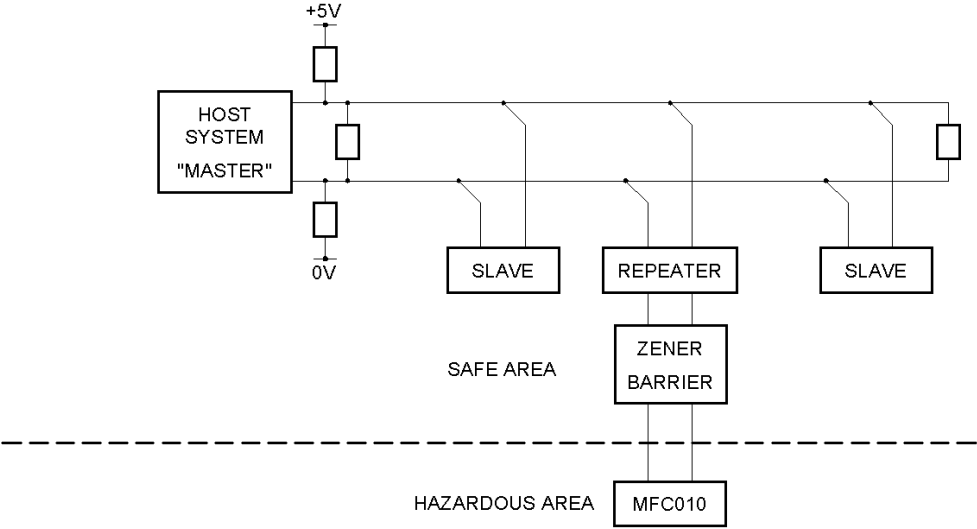 +5V
HOST
SYSTEM
"MASTER"
0V
SLAVE
REPEATER
SLAVE
ZENER
BARRIER
SAFE AREA
HAZARDOUS AREA
MFC010